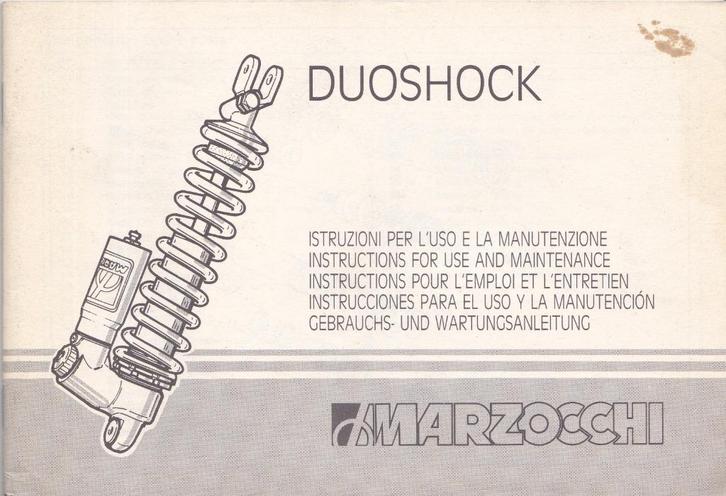 DUOSHOCK
ISTRUZIONI PER L'USO E LA MANUTENZIONE
INSTRUCTIONS FOR USE AND MAINTENANCE
INSTRUCTIONS POUR L'EMPLOI ET L'ENTRETIEN
INSTRUCCIONES PARA EL USO Y LA MANUTENCIÓN
GEBRAUCHS- UND WARTUNGSANLEITUNG
MARZOCCHI